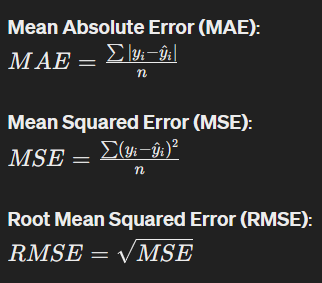 Mean Absolute Error (MAE):
MAE = ∑|yᵢ−ŷᵢ| / n
Mean Squared Error (MSE):
MSE = ∑(yᵢ−ŷᵢ)² / n
Root Mean Squared Error (RMSE):
RMSE = √MSE